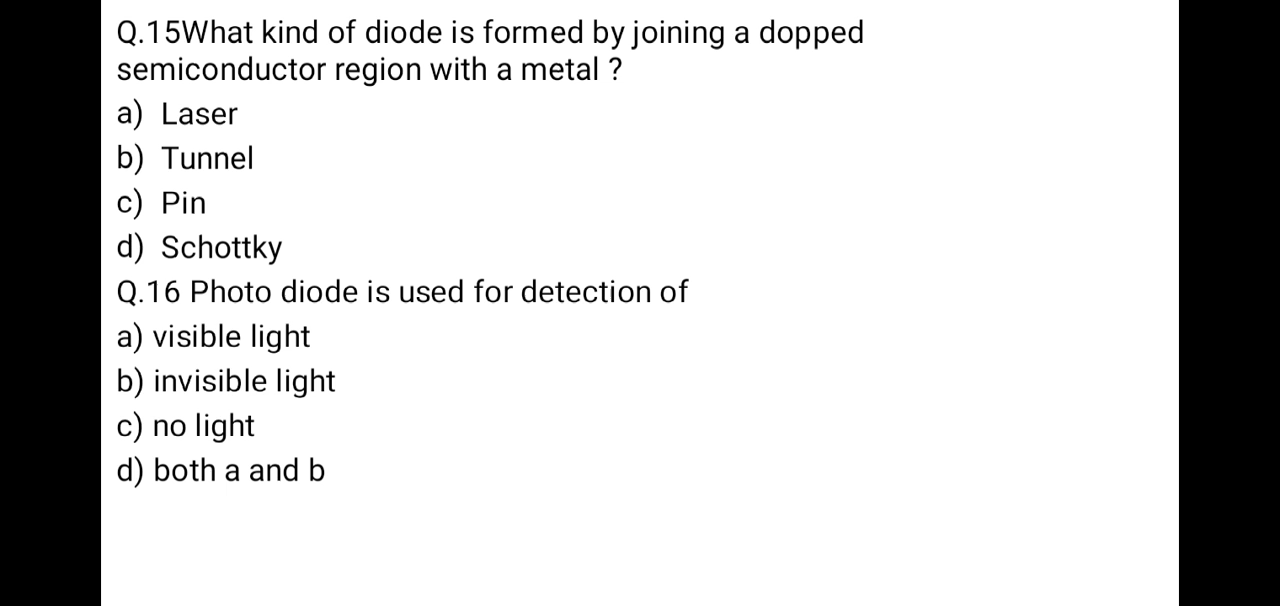 Q.15What kind of diode is formed by joining a dopped
semiconductor region with a metal ?
a) Laser
b) Tunnel
c) Pin
d) Schottky
Q.16 Photo diode is used for detection of
a) visible light
b) invisible light
c) no light
d) both a and b